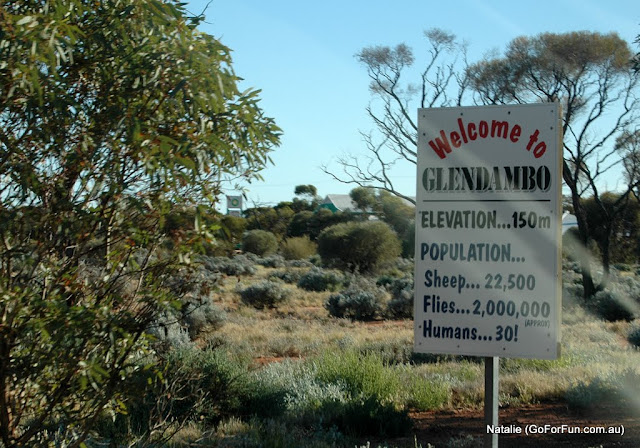 Welcome to
GLENDAMBO
ELEVATION...150m
POPULATION...
Sheep...22,500
Flies...2,000,000
(APPROX)
Humans...30!
Natalie (GoForFun.com.au)